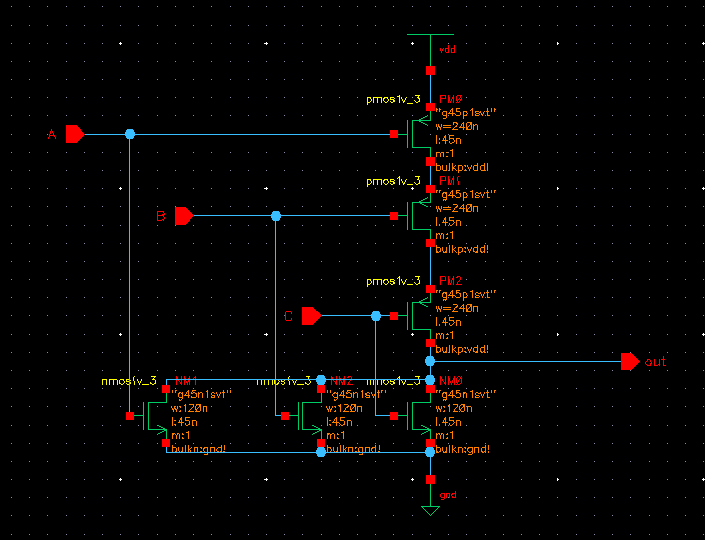 vdd
pmos1v_3 PM0
"g45p1svt"
w=240n
l:45n
m:1
bulkp:vdd!
A
pmos1v_3 PM1
"g45p1svt"
w=240n
l:45n
m:1
bulkp:vdd!
B
pmos1v_3 PM2
"g45p1svt"
w=240n
l:45n
m:1
bulkp:vdd!
C
out
nmos1v_3 NM1
"g45n1svt"
w:120n
l:45n
m:1
bulkn:gnd!
nmos1v_3 NM2
"g45n1svt"
w:120n
l:45n
m:1
bulkn:gnd!
nmos1v_3 NM0
"g45n1svt"
w:120n
l:45n
m:1
bulkn:gnd!
gnd